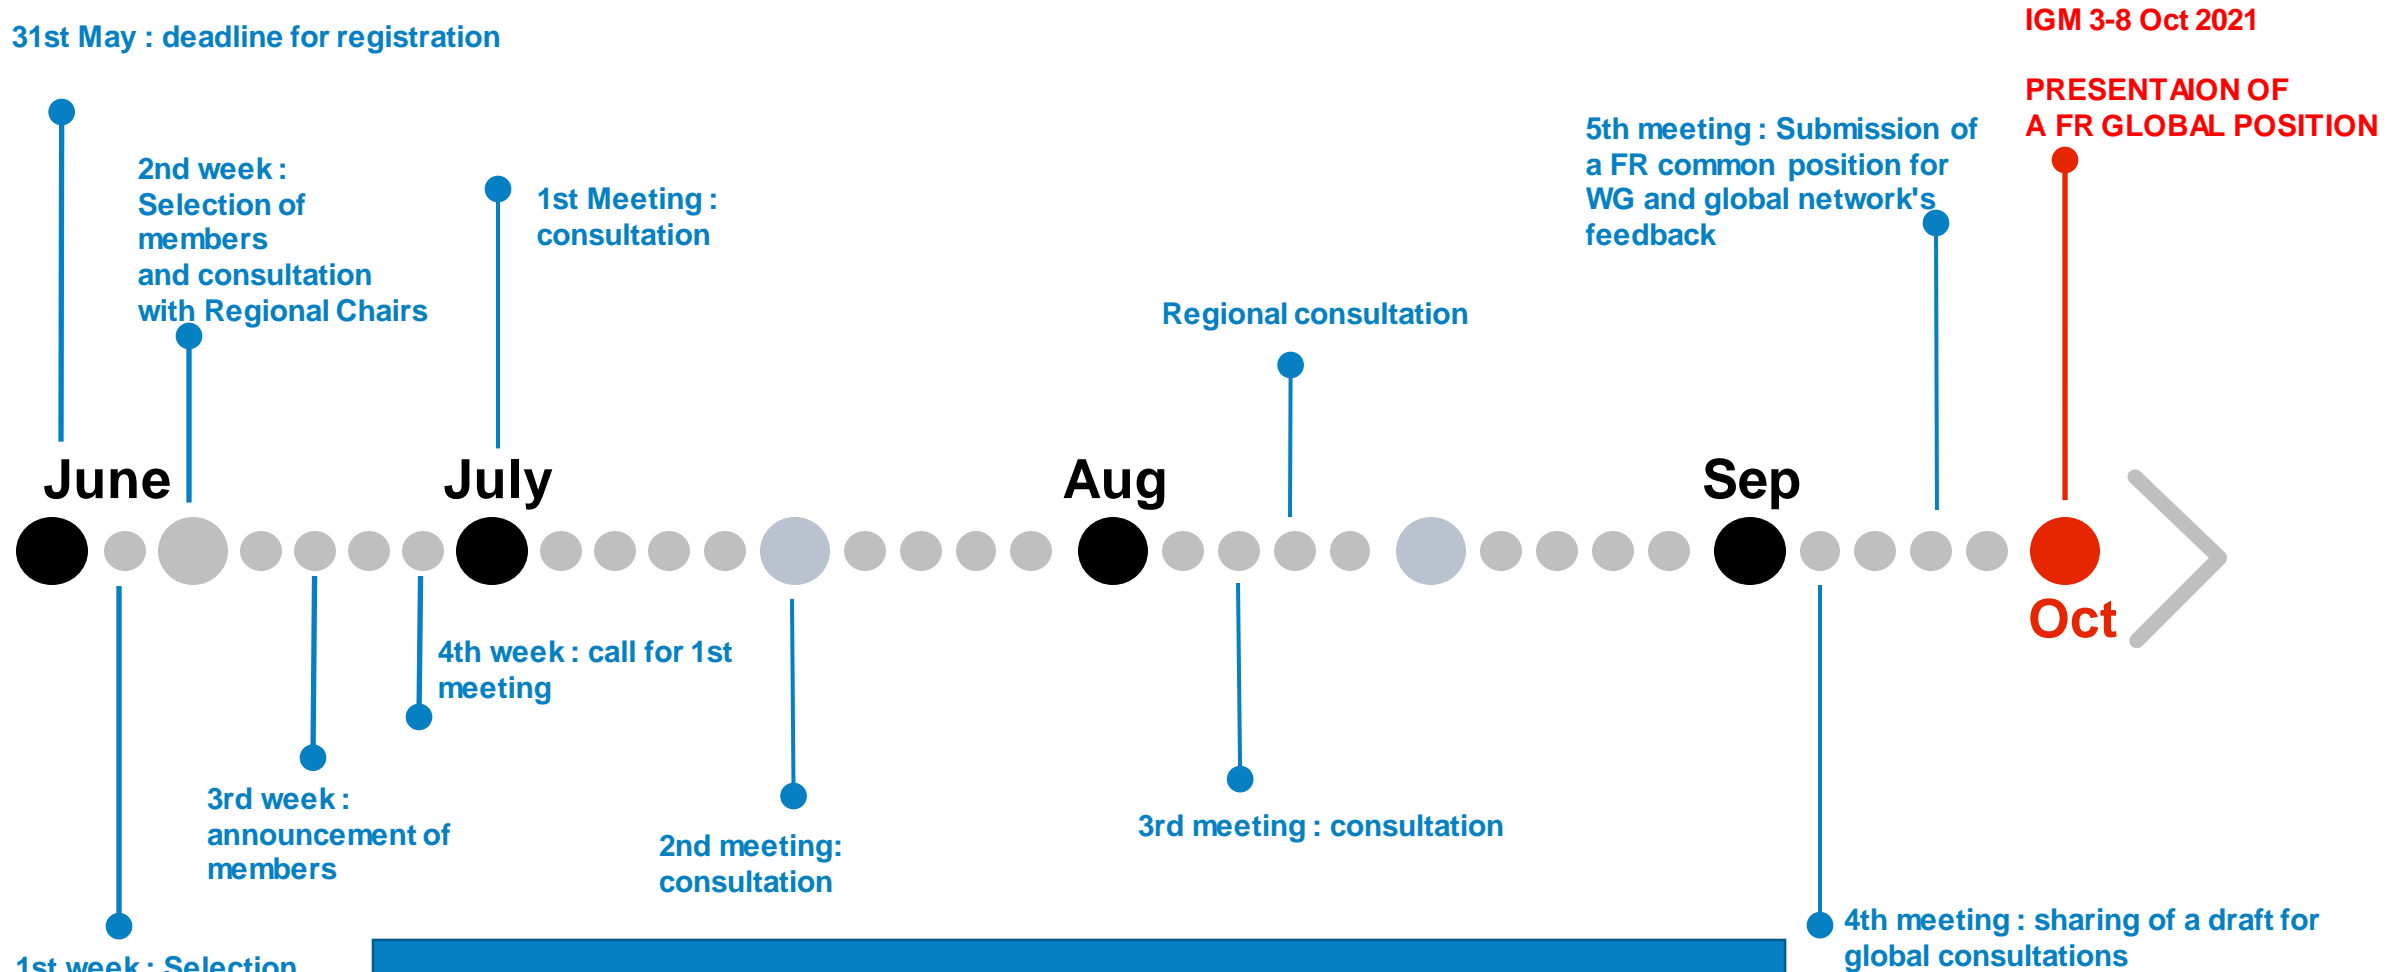 31st May : deadline for registration
IGM 3-8 Oct 2021
PRESENTAION OF
A FR GLOBAL POSITION
2nd week :
Selection of
members
and consultation
with Regional Chairs
1st Meeting :
consultation
5th meeting : Submission of
a FR common position for
WG and global network's
feedback
Regional consultation
June
July
Aug
Sep
Oct
4th week : call for 1st
meeting
3rd week :
announcement of
members
2nd meeting:
consultation
3rd meeting : consultation
4th meeting : sharing of a draft for
global consultations
1st week : Selection